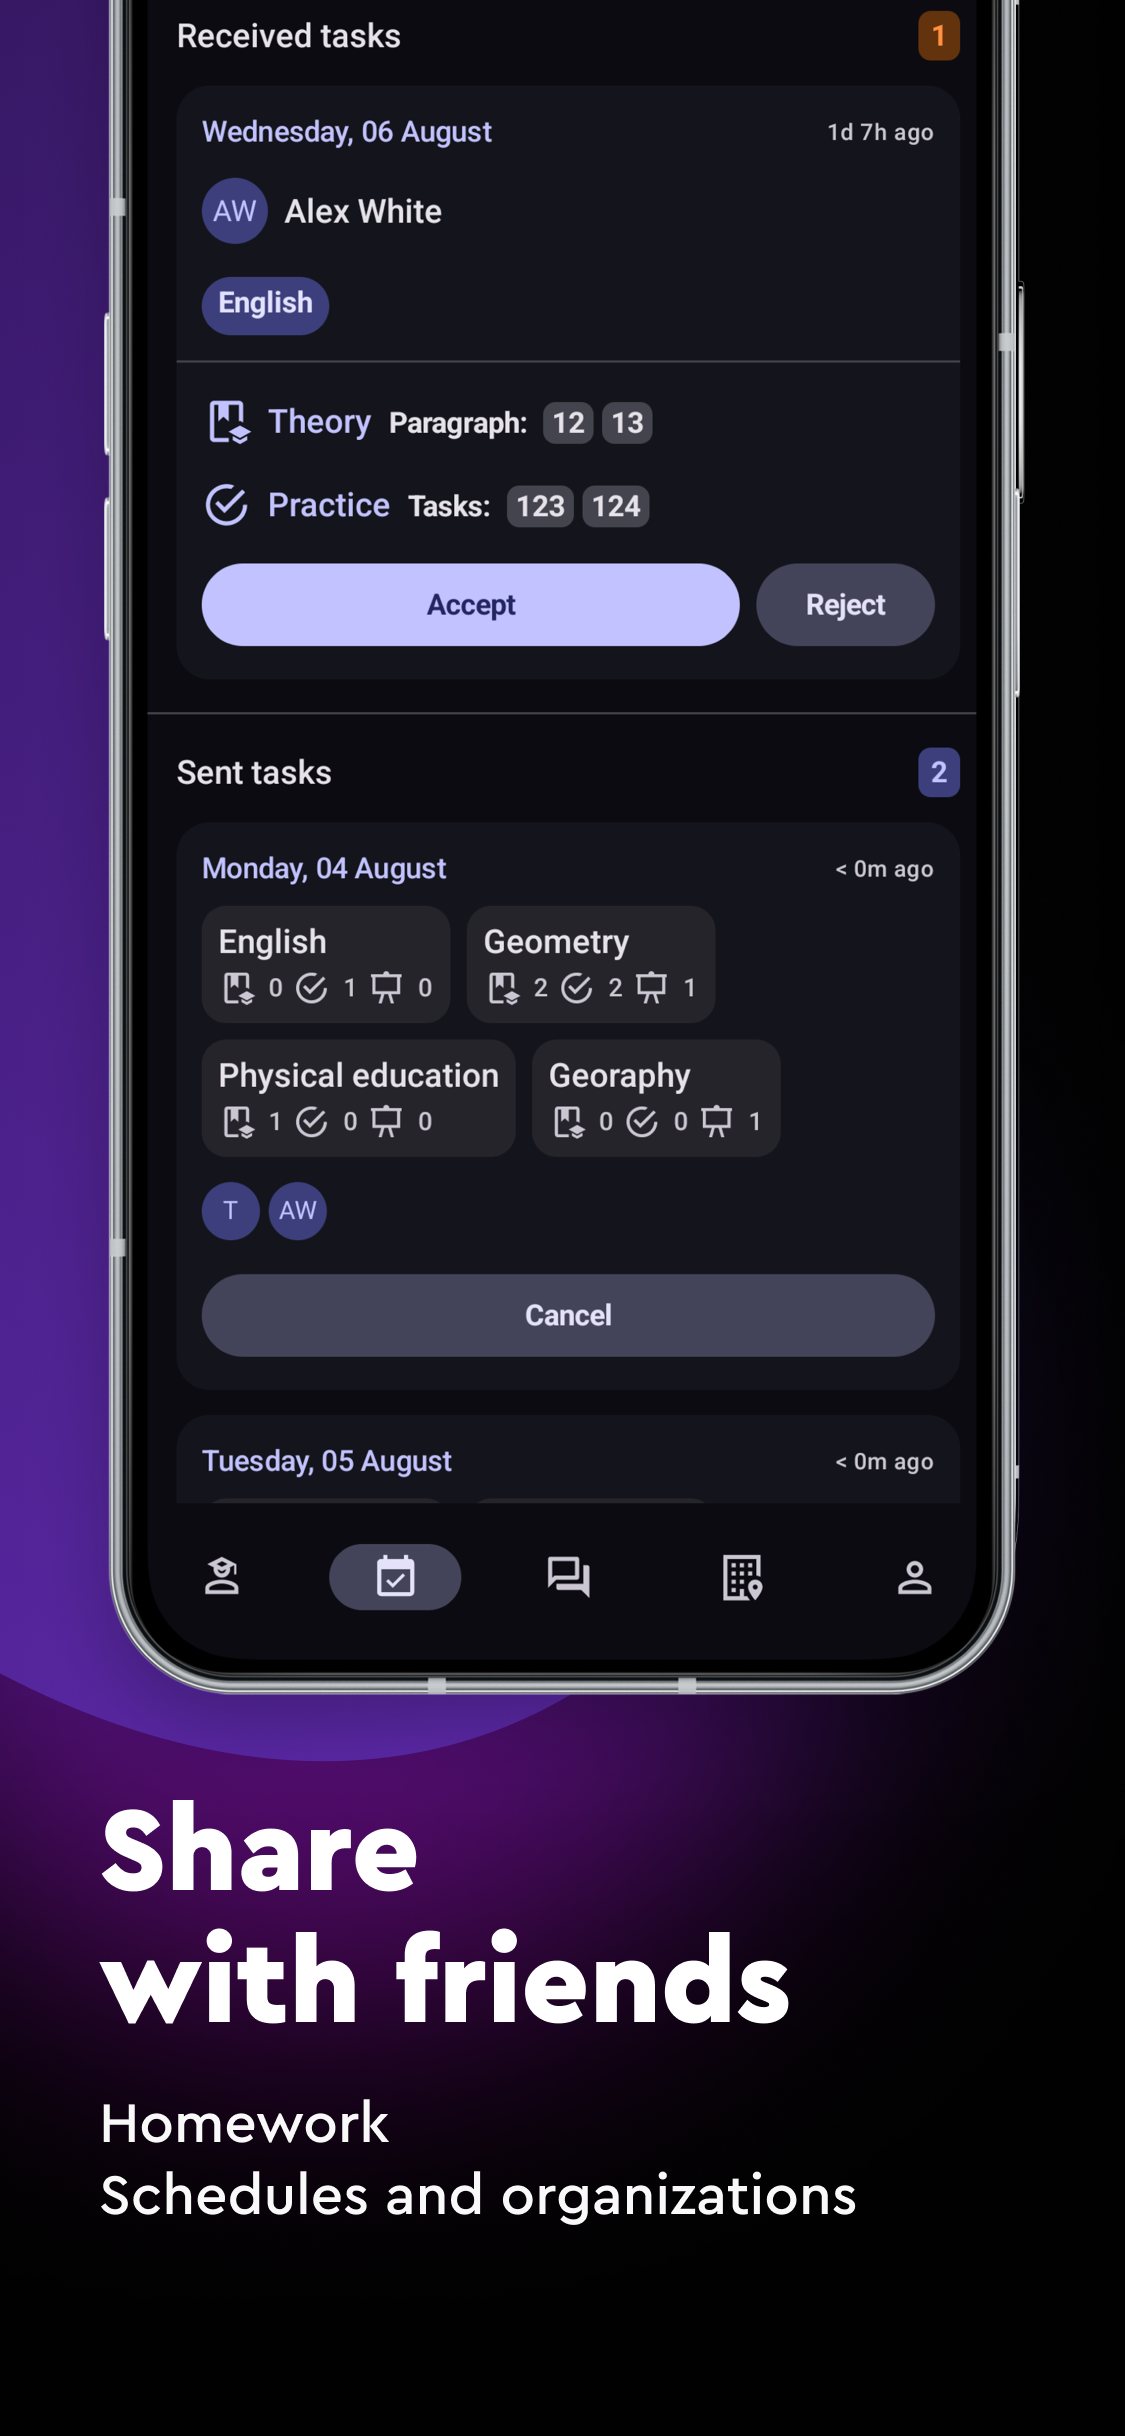 Received tasks 1
Wednesday, 06 August 1d 7h ago
AW Alex White
English
Theory Paragraph: 12 13
Practice Tasks: 123 124
Accept Reject
Sent tasks 2
Monday, 04 August < 0m ago
English Geometry
0 1 0 2 2 1
Physical education Georaphy
1 0 0 0 0 1
T AW
Cancel
Tuesday, 05 August < 0m ago
Share
with friends
Homework
Schedules and organizations